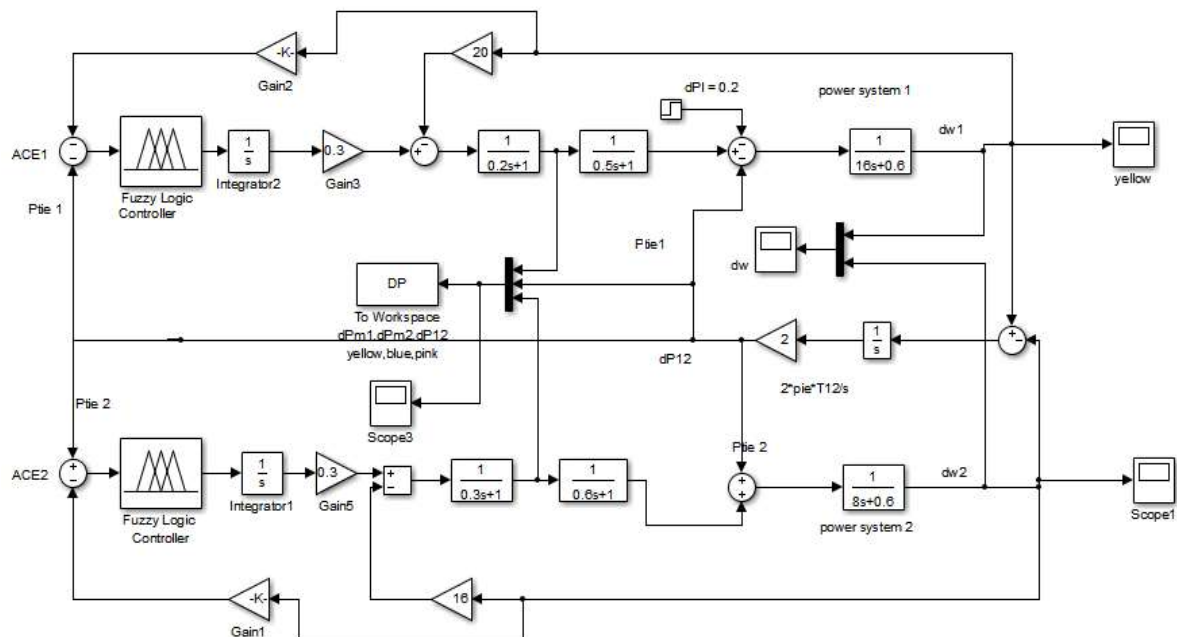 -K-
Gain2
20
dPl = 0.2
power system 1
ACE1
Fuzzy Logic
Controller
1
s
Integrator2
0.3
Gain3
1
0.2s+1
1
0.5s+1
1
16s+0.6
dw1
yellow
Ptie 1
Ptie1
dw
DP
To Workspace
dPm1,dPm2,dP12
yellow,blue,pink
dP12
2
1
s
2*pie*T12/s
Ptie 2
Scope3
Ptie 2
ACE2
Fuzzy Logic
Controller
1
s
Integrator1
0.3
Gain5
1
0.3s+1
1
0.6s+1
1
8s+0.6
dw2
power system 2
Scope1
-K-
Gain1
16